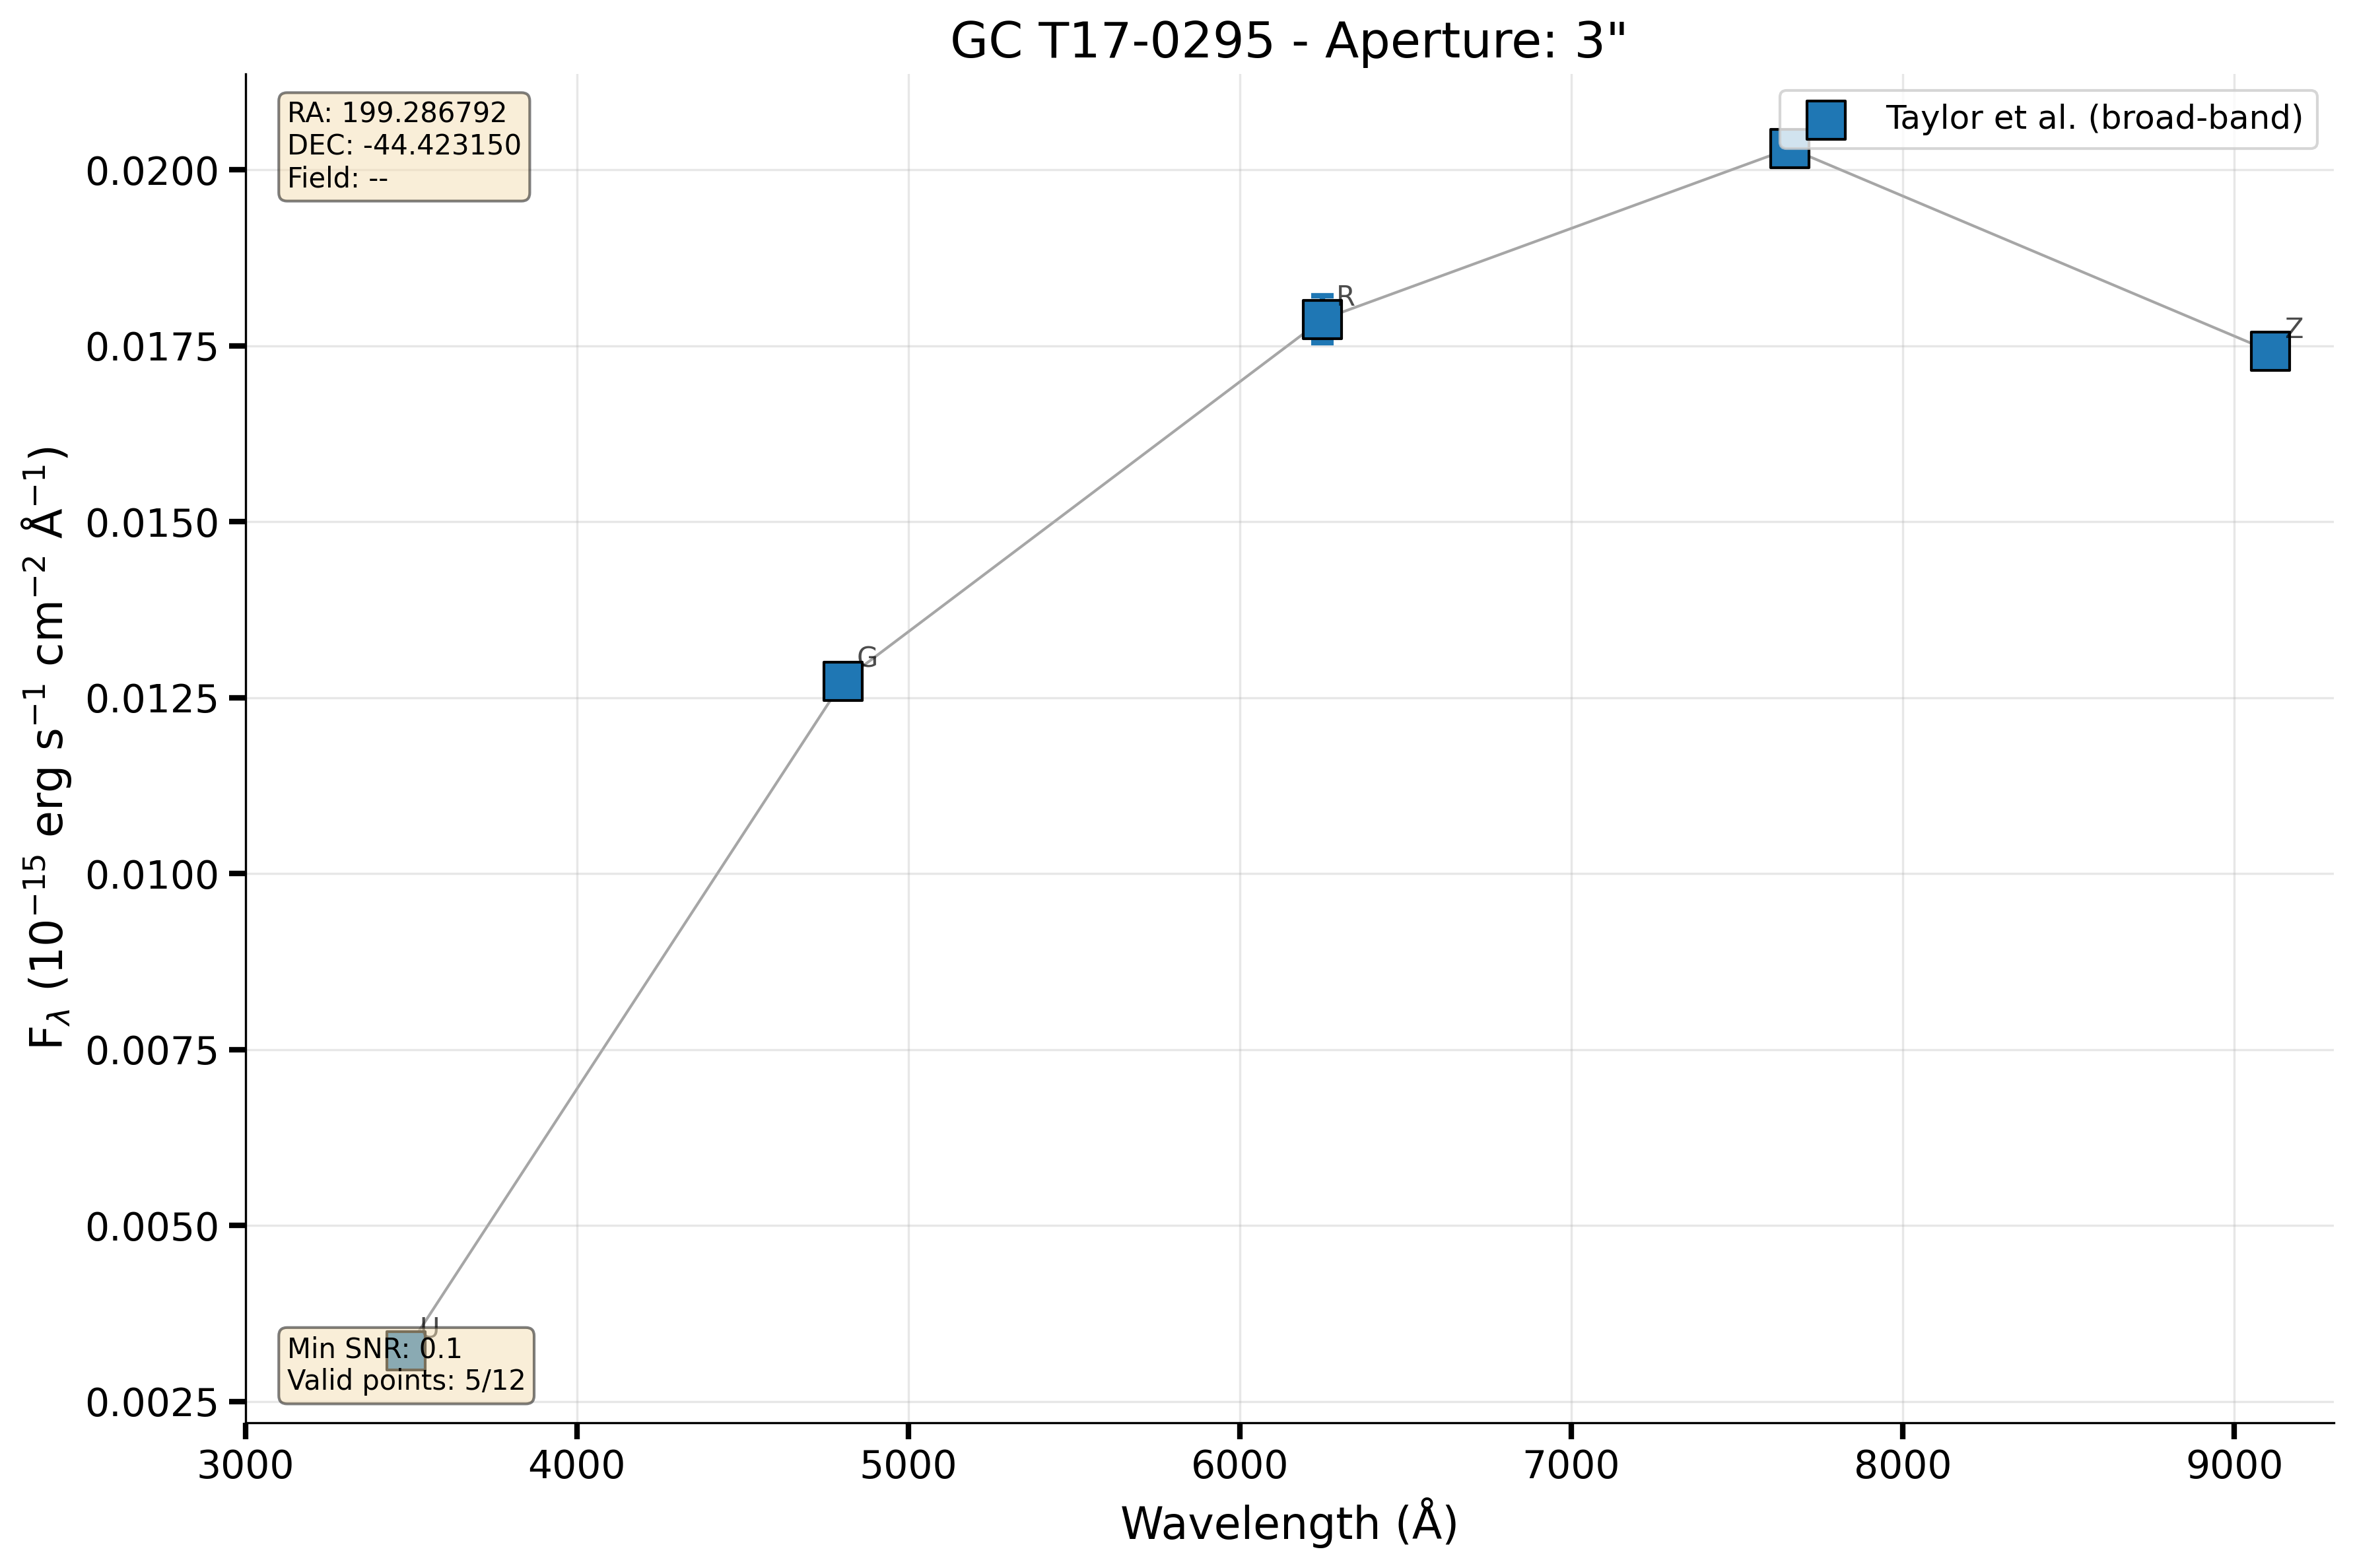 GC T17-0295 - Aperture: 3"
RA: 199.286792
DEC: -44.423150
Field: --
Taylor et al. (broad-band)
R
Z
G
U
Min SNR: 0.1
Valid points: 5/12
F_λ (10⁻¹⁵ erg s⁻¹ cm⁻² Å⁻¹)
0.0200
0.0175
0.0150
0.0125
0.0100
0.0075
0.0050
0.0025
3000 4000 5000 6000 7000 8000 9000
Wavelength (Å)